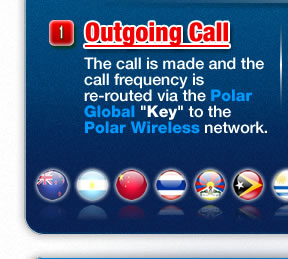 1 Outgoing Call
The call is made and the
call frequency is
re-routed via the Polar
Global "Key" to the
Polar Wireless network.